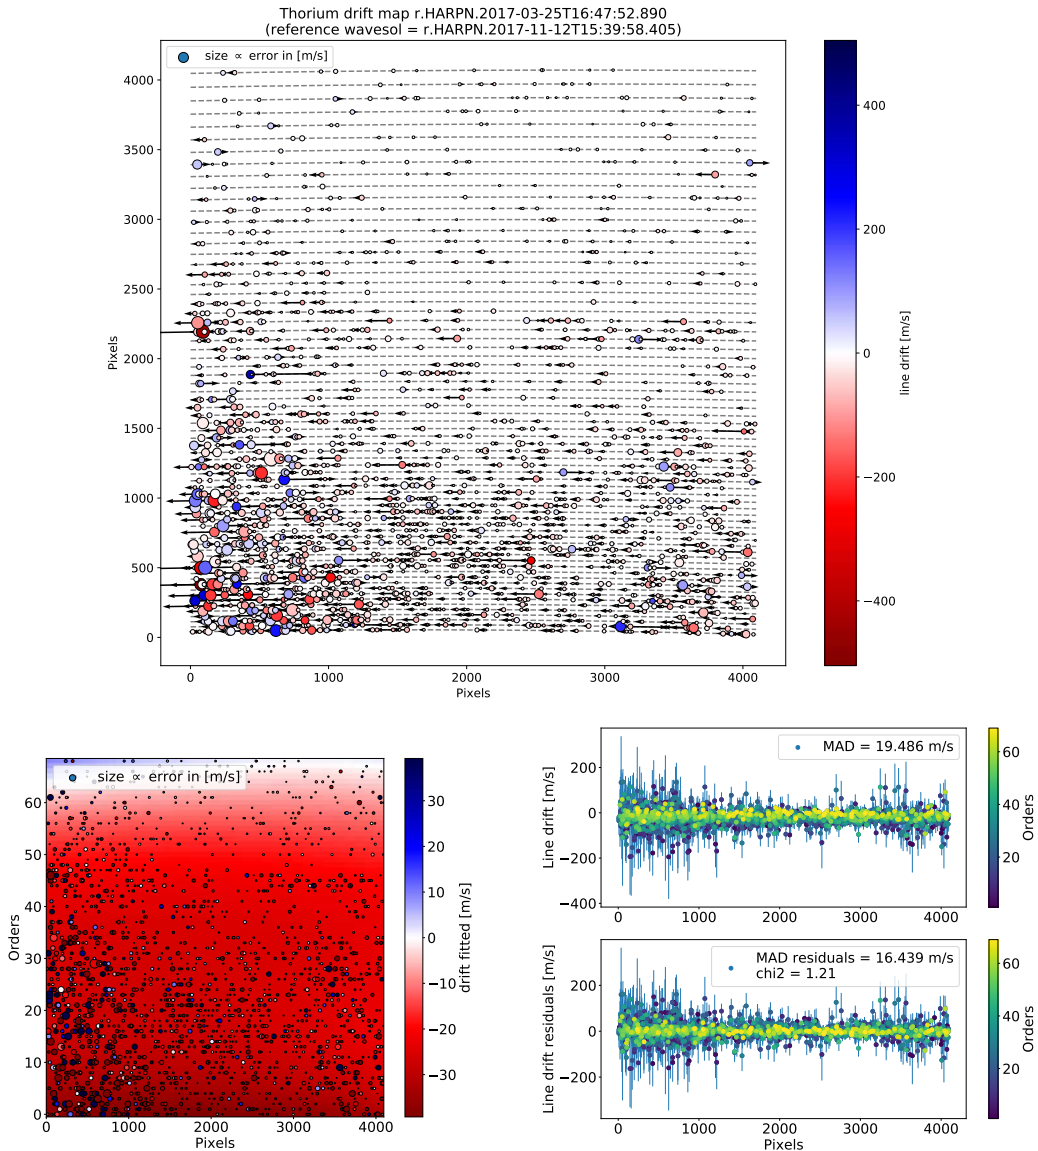 Thorium drift map r.HARPN.2017-03-25T16:47:52.890
(reference wavesol = r.HARPN.2017-11-12T15:39:58.405)
size ∝ error in [m/s]
4000
3500
3000
2500
2000
1500
1000
500
0
Pixels
0 1000 2000 3000 4000
Pixels
400
200
0
−200
−400
line drift [m/s]
size ∝ error in [m/s]
60
50
40
30
20
10
0
Orders
0 1000 2000 3000 4000
Pixels
30
20
10
0
−10
−20
−30
drift fitted [m/s]
MAD = 19.486 m/s
200
0
−200
−400
Line drift [m/s]
0 1000 2000 3000 4000
60
40
20
Orders
MAD residuals = 16.439 m/s
chi2 = 1.21
200
0
−200
Line drift residuals [m/s]
0 1000 2000 3000 4000
Pixels
60
40
20
Orders